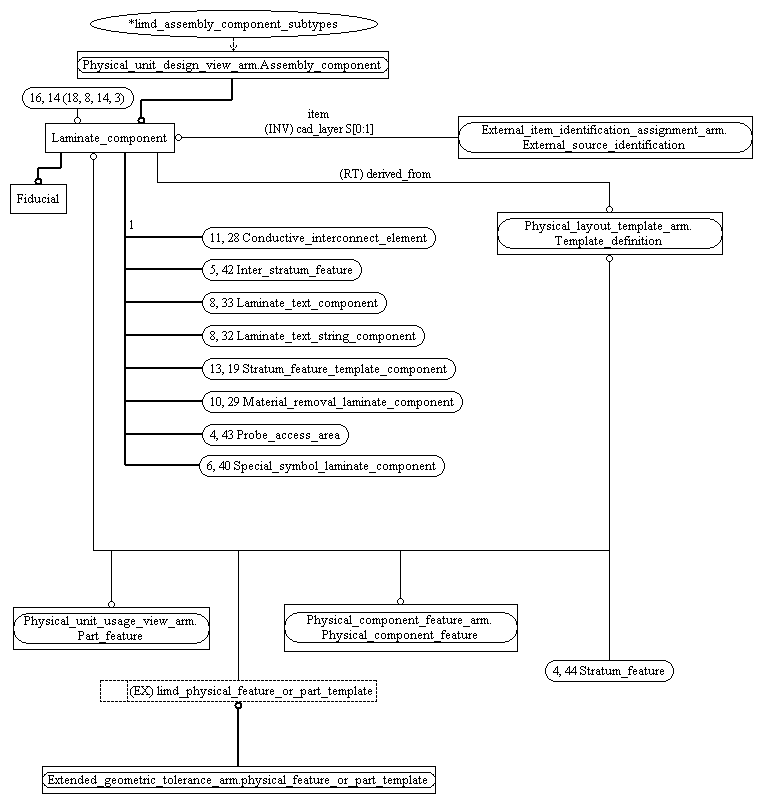 *limd_assembly_component_subtypes
Physical_unit_design_view_arm.Assembly_component
16, 14 (18, 8, 14, 3)
item
(INV) cad_layer S[0:1]
Laminate_component
External_item_identification_assignment_arm.
External_source_identification
(RT) derived_from
Fiducial
1
Physical_layout_template_arm.
Template_definition
11, 28 Conductive_interconnect_element
5, 42 Inter_stratum_feature
8, 33 Laminate_text_component
8, 32 Laminate_text_string_component
13, 19 Stratum_feature_template_component
10, 29 Material_removal_laminate_component
4, 43 Probe_access_area
6, 40 Special_symbol_laminate_component
Physical_unit_usage_view_arm.
Part_feature
Physical_component_feature_arm.
Physical_component_feature
4, 44 Stratum_feature
(EX) limd_physical_feature_or_part_template
Extended_geometric_tolerance_arm.physical_feature_or_part_template